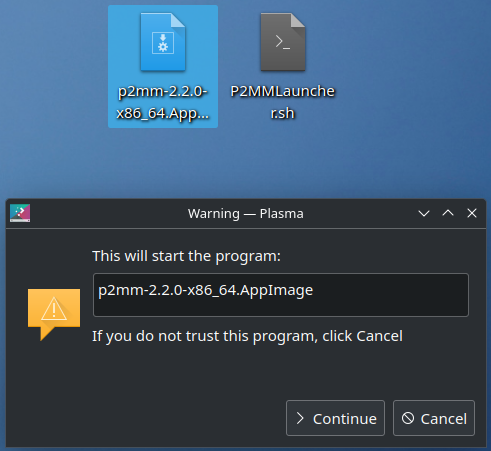 p2mm-2.2.0-
x86_64.App...
P2MMLaunche
r.sh
Warning — Plasma
This will start the program:
p2mm-2.2.0-x86_64.AppImage
If you do not trust this program, click Cancel
Continue
Cancel